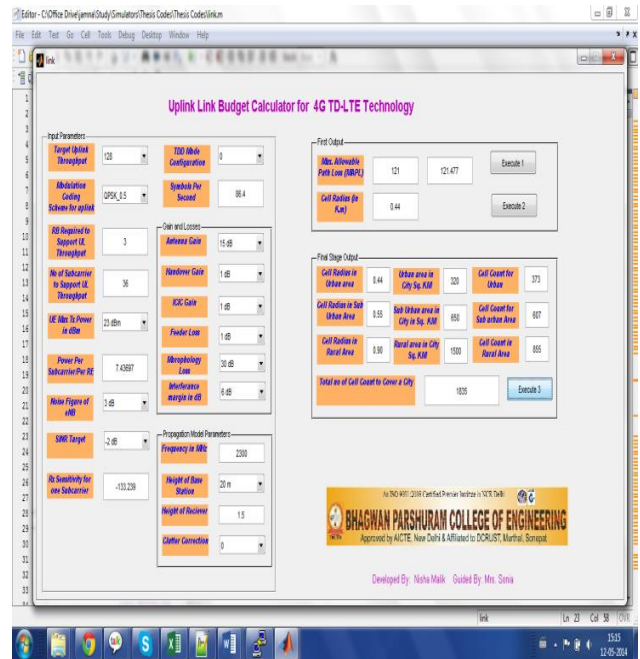 Editor - C:\Office Drive\jamna\Study\Simulators\Thesis Codes\Thesis Codes\link.m
File Edit Text Go Cell Tools Debug Desktop Window Help
link
Uplink Link Budget Calculator for 4G TD-LTE Technology
Input Parameters
Target Uplink Throughput 128
TDD Mode Configuration 0
Modulation Coding Scheme for uplink QPSK_0.5
Symbols Per Second 86.4
RB Required to Support UL Throughput 3
No of Subcarrier to Support UL Throughput 36
UE Max Tx Power in dBm 23 dBm
Power Per Subcarrier/Per RE 7.43697
Noise Figure of eNB 3 dB
SINR Target -2 dB
Rx Sensitivity for one Subcarrier -133.239
Gain and Losses
Antenna Gain 15 dB
Handover Gain 1 dB
ICIC Gain 1 dB
Feeder Loss 1 dB
Morophology Loss 30 dB
Interferance margin in dB 6 dB
Propagation Model Parameters
Frequency in MHz 2300
Height of Base Station 20 m
Height of Reciever 1.5
Clutter Correction 0
First Output
Max. Allowable Path Loss (MAPL) 121 121.477 Execute 1
Cell Radius (in K.m) 0.44 Execute 2
Final Stage Output
Cell Radius in Urban area 0.44 Urban area in City Sq. KM 320 Cell Count for Urban 373
Cell Radius in Sub Urban Area 0.55 Sub Urban area in City in Sq. KM 650 Cell Count for Sub urban Area 607
Cell Radius in Rural Area 0.90 Rural area in City Sq. KM 1500 Cell Count in Rural Area 855
Total no of Cell Count to Cover a City 1835 Execute 3
An ISO 9001:2008 Certified Premier Institute in NCR Delhi
BHAGWAN PARSHURAM COLLEGE OF ENGINEERING
Approved by AICTE, New Delhi & Affiliated to DCRUST, Murthal, Sonepat
Developed By: Nisha Malik Guided By: Mrs. Sonia
link Ln 23 Col 58 OVR
15:15
12-05-2014